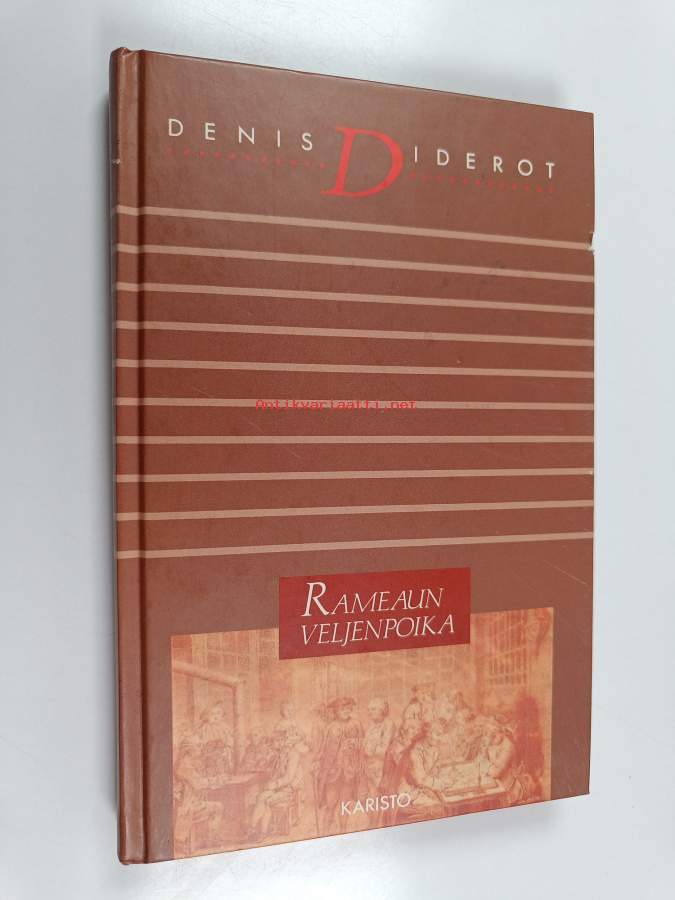 DENIS DIDEROT
Antikvariaatti.net
RAMEAUN
VELJENPOIKA
KARISTO